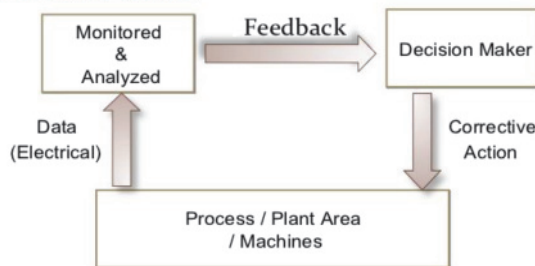 Monitored
&
Analyzed
Feedback
Decision Maker
Data
(Electrical)
Corrective
Action
Process / Plant Area
/ Machines